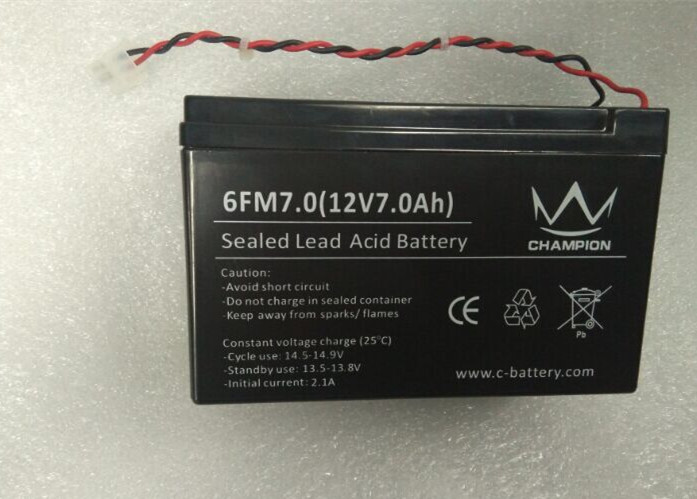 6FM7.0(12V7.0Ah)
Sealed Lead Acid Battery
CHAMPION
Caution:
-Avoid short circuit
-Do not charge in sealed container
-Keep away from sparks/ flames
Constant voltage charge (25°C)
-Cycle use: 14.5-14.9V
-Standby use: 13.5-13.8V
-Initial current: 2.1A
CE
Pb
www.c-battery.com